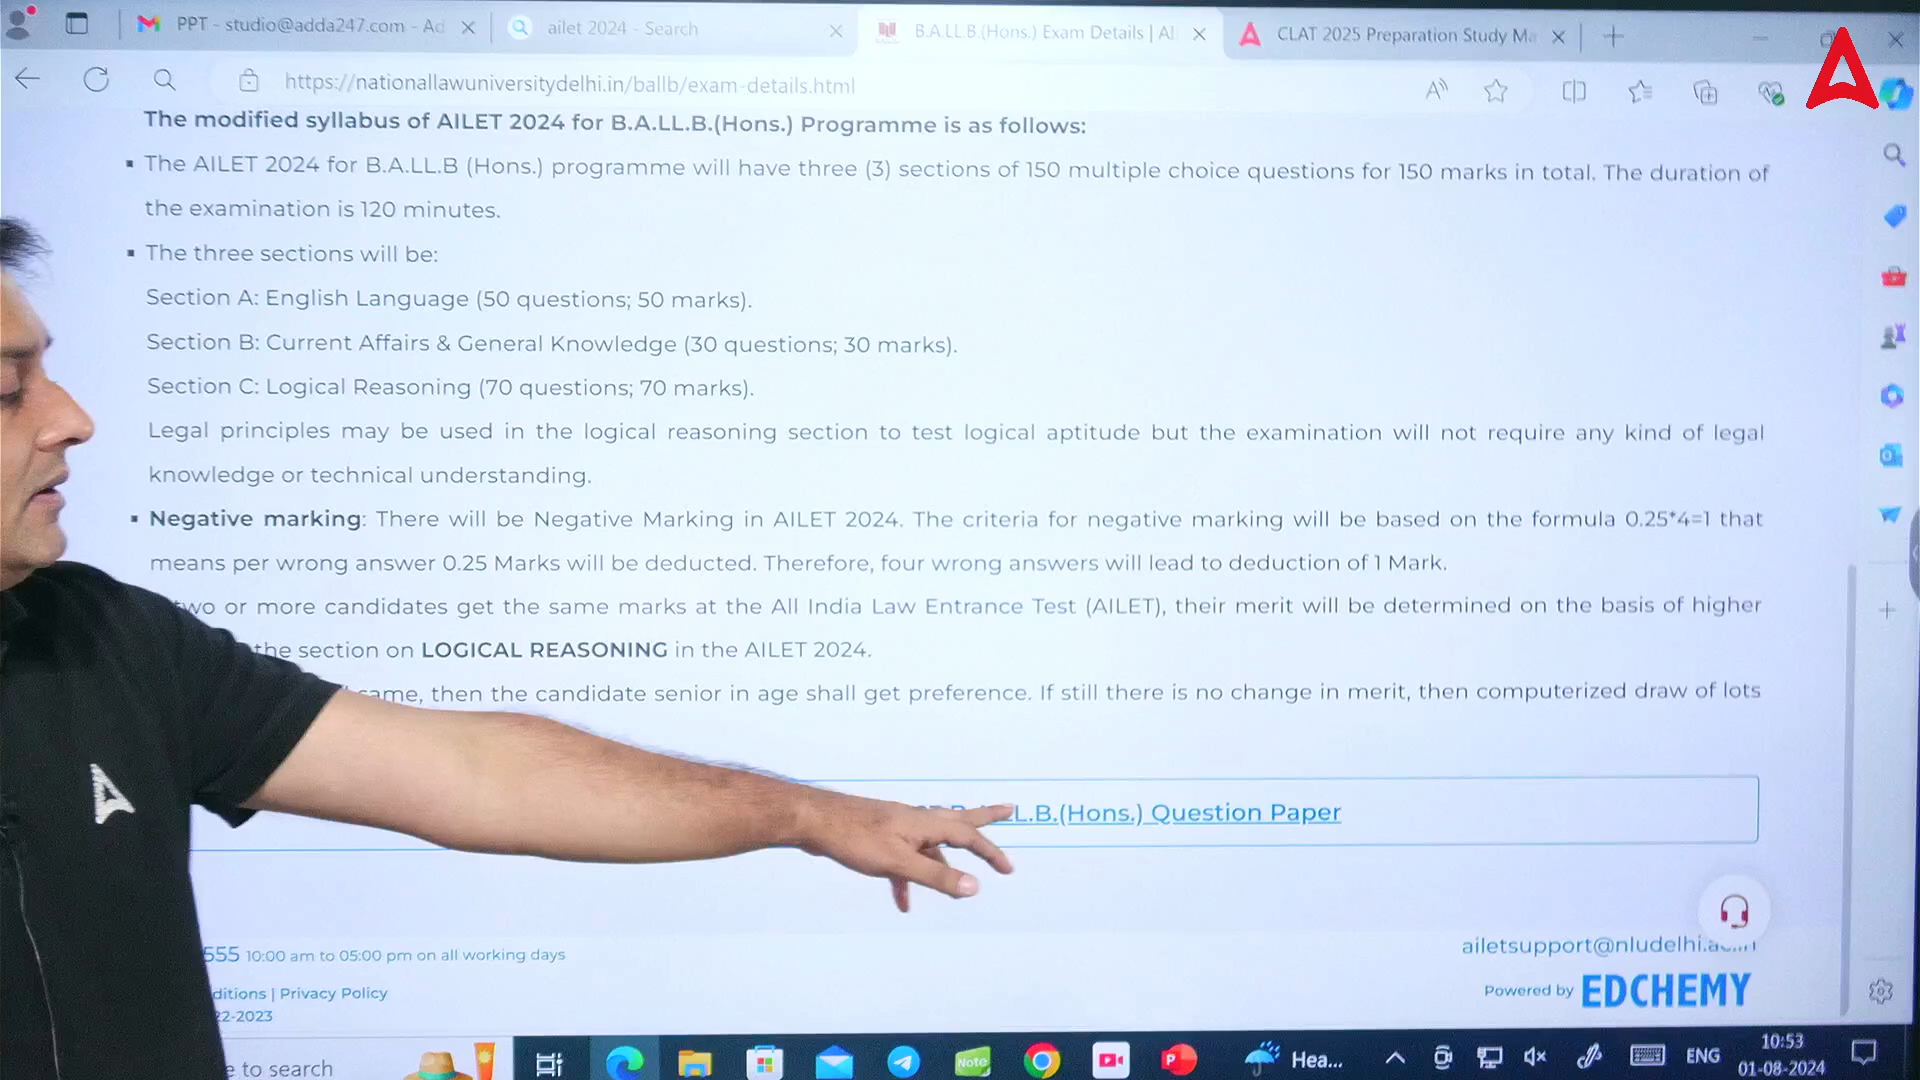 PPT - studio@adda247.com - Ad
ailet 2024 - Search
B.A.LL.B.(Hons.) Exam Details | AI
CLAT 2025 Preparation Study Ma
https://nationallawuniversitydelhi.in/ballb/exam-details.html
The modified syllabus of AILET 2024 for B.A.LL.B.(Hons.) Programme is as follows:
The AILET 2024 for B.A.LL.B (Hons.) programme will have three (3) sections of 150 multiple choice questions for 150 marks in total. The duration of
the examination is 120 minutes.
The three sections will be:
Section A: English Language (50 questions; 50 marks).
Section B: Current Affairs & General Knowledge (30 questions; 30 marks).
Section C: Logical Reasoning (70 questions; 70 marks).
Legal principles may be used in the logical reasoning section to test logical aptitude but the examination will not require any kind of legal
knowledge or technical understanding.
Negative marking: There will be Negative Marking in AILET 2024. The criteria for negative marking will be based on the formula 0.25*4=1 that
means per wrong answer 0.25 Marks will be deducted. Therefore, four wrong answers will lead to deduction of 1 Mark.
two or more candidates get the same marks at the All India Law Entrance Test (AILET), their merit will be determined on the basis of higher
the section on LOGICAL REASONING in the AILET 2024.
same, then the candidate senior in age shall get preference. If still there is no change in merit, then computerized draw of lots
L.B.(Hons.) Question Paper
555 10:00 am to 05:00 pm on all working days
ditions | Privacy Policy
22-2023
Powered by EDCHEMY
e to search
Note
Hea...
ENG
10:53
01-08-2024